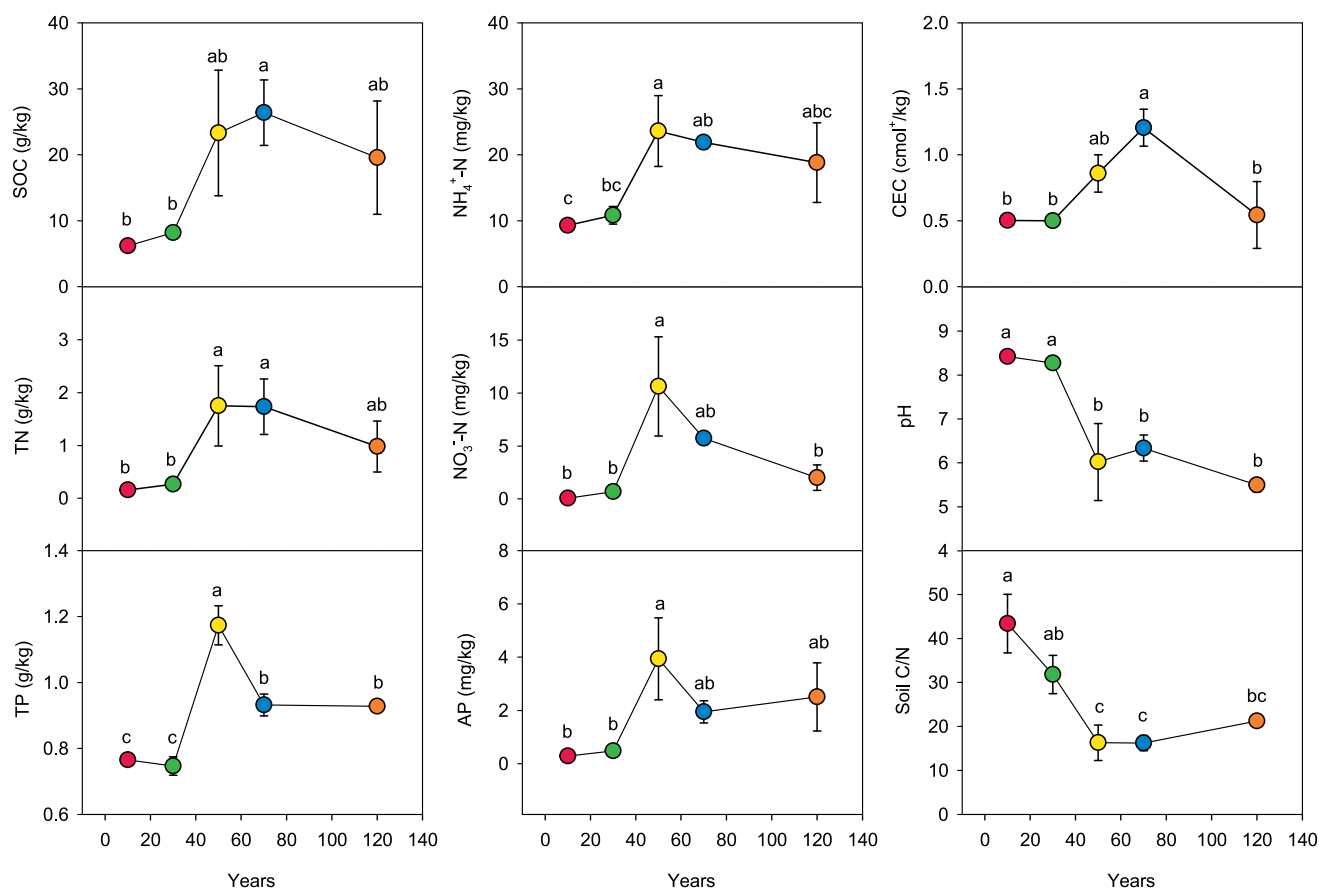 SOC (g/kg)
40
30
20
10
0
b
b
ab
a
ab
NH₄⁺-N (mg/kg)
40
30
20
10
0
c
bc
a
ab
abc
CEC (cmol⁺/kg)
2.0
1.5
1.0
0.5
0.0
b
b
ab
a
b
TN (g/kg)
3
2
1
0
b
b
a
a
ab
NO₃⁻-N (mg/kg)
15
10
5
0
b
b
a
ab
b
pH
9
8
7
6
5
4
a
a
b
b
b
TP (g/kg)
1.4
1.2
1.0
0.8
0.6
c
c
a
b
b
0 20 40 60 80 100 120 140
Years
AP (mg/kg)
8
6
4
2
0
b
b
a
ab
ab
0 20 40 60 80 100 120 140
Years
Soil C/N
50
40
30
20
10
0
a
ab
c
c
bc
0 20 40 60 80 100 120 140
Years